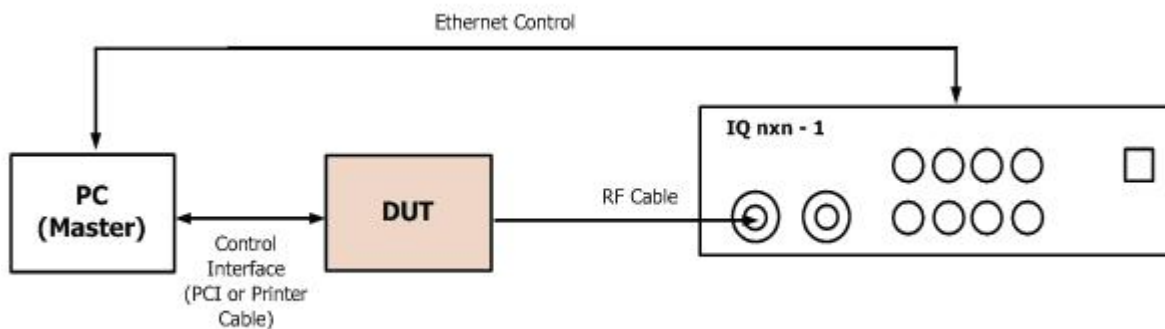 Ethernet Control
IQ nxn - 1
PC
(Master)
DUT
RF Cable
Control
Interface
(PCI or Printer
Cable)